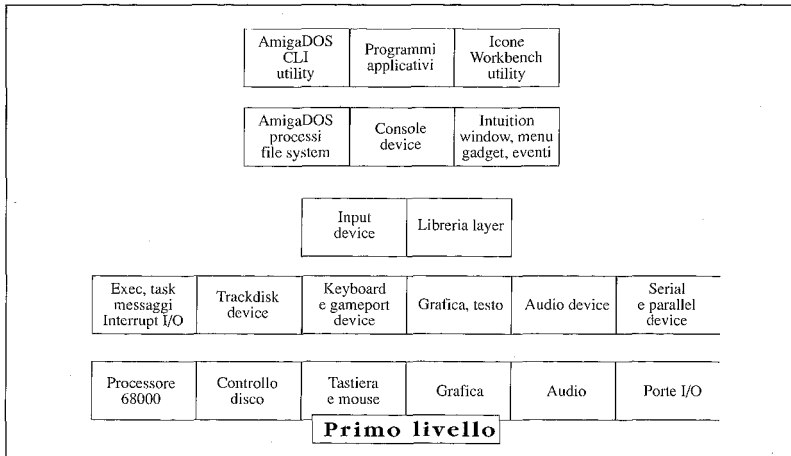 AmigaDOS
CLI
utility
Programmi
applicativi
Icone
Workbench
utility
AmigaDOS
processi
file system
Console
device
Intuition
window, menu
gadget, eventi
Input
device
Libreria layer
Exec, task
messaggi
Interrupt I/O
Trackdisk
device
Keyboard
e gameport
device
Grafica, testo
Audio device
Serial
e parallel
device
Processore
68000
Controllo
disco
Tastiera
e mouse
Grafica
Audio
Porte I/O
Primo livello